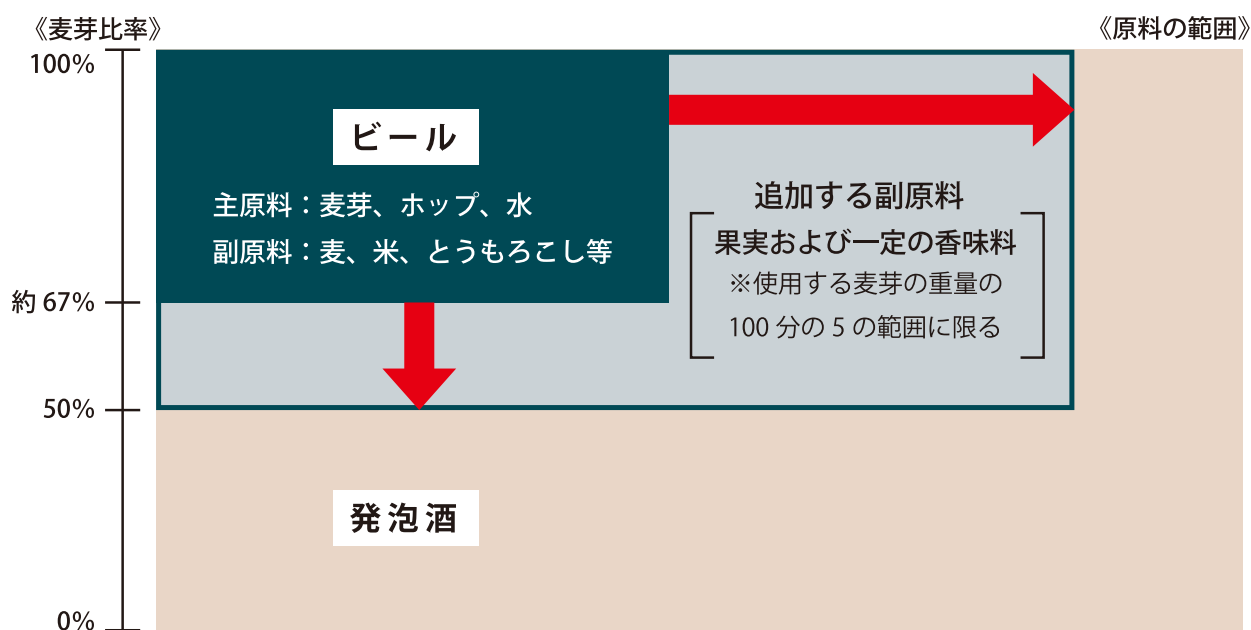 《麦芽比率》
《原料の範囲》
100%
ビール
主原料：麦芽、ホップ、水
副原料：麦、米、とうもろこし等
追加する副原料
果実および一定の香味料
※使用する麦芽の重量の
100 分の 5 の範囲に限る
約 67%
50%
発泡酒
0%